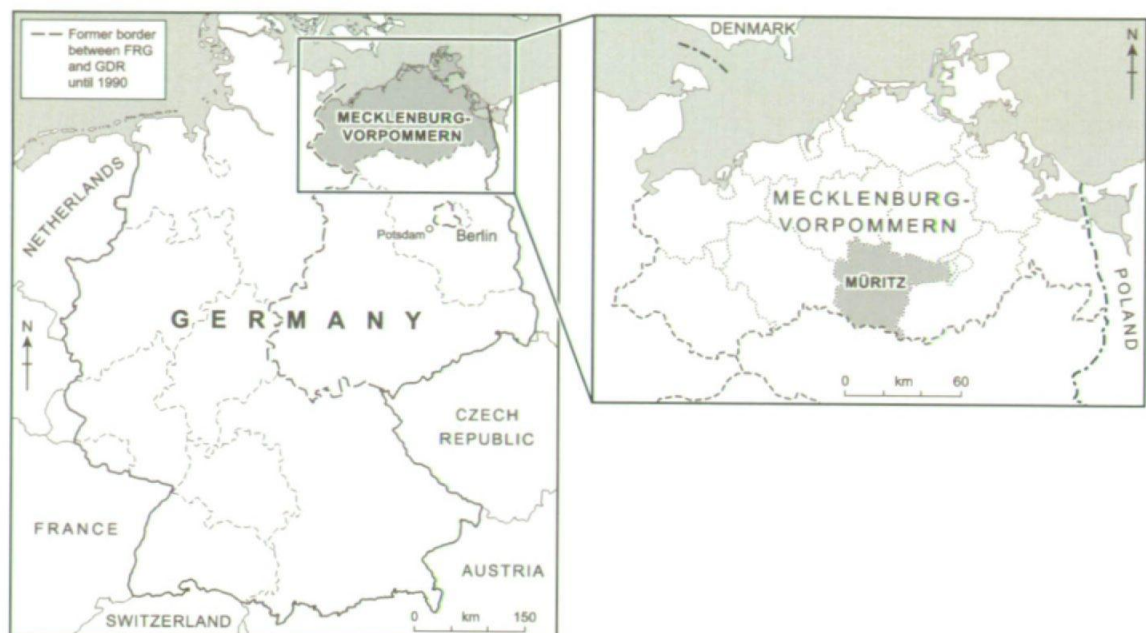 Former border
between FRG
and GDR
until 1990
MECKLENBURG-
VORPOMMERN
NETHERLANDS
Potsdam
Berlin
N
GERMANY
CZECH
REPUBLIC
FRANCE
AUSTRIA
SWITZERLAND
0 km 150
DENMARK
N
MECKLENBURG-
VORPOMMERN
MÜRITZ
POLAND
0 km 60